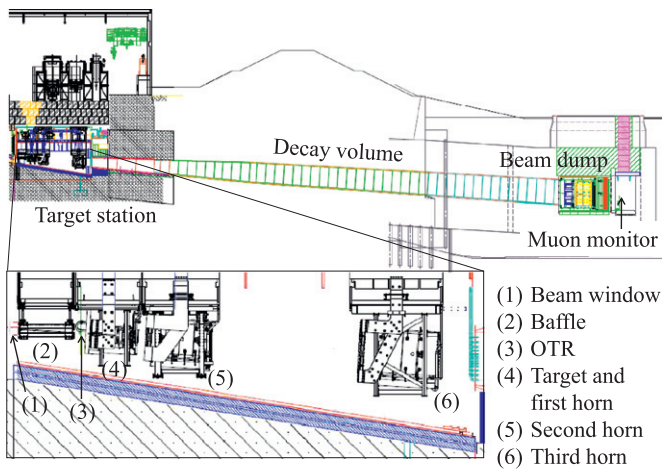 Decay volume
Beam dump
Target station
Muon monitor
(1) Beam window
(2) Baffle
(3) OTR
(4) Target and
first horn
(5) Second horn
(6) Third horn
(2)
(4)
(5)
(6)
(1)
(3)